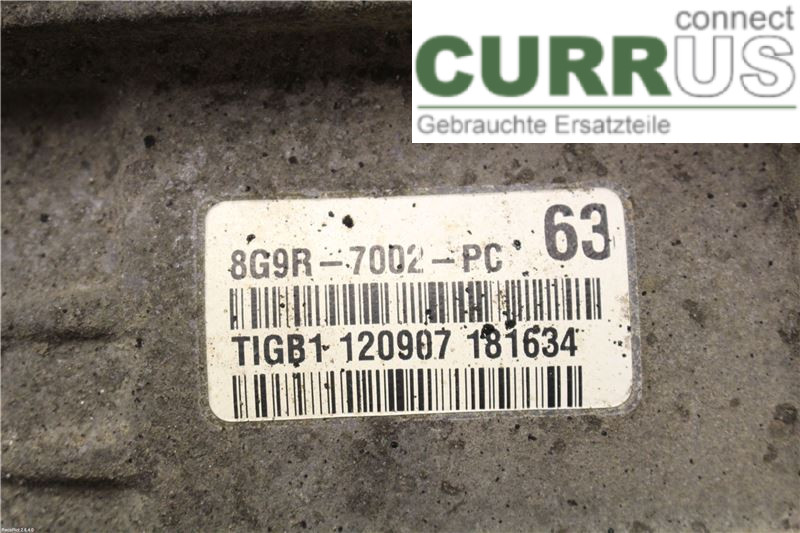 connect
CURRUS
Gebrauchte Ersatzteile
63
8G9R-7002-PC
TIGB1 120907 181634